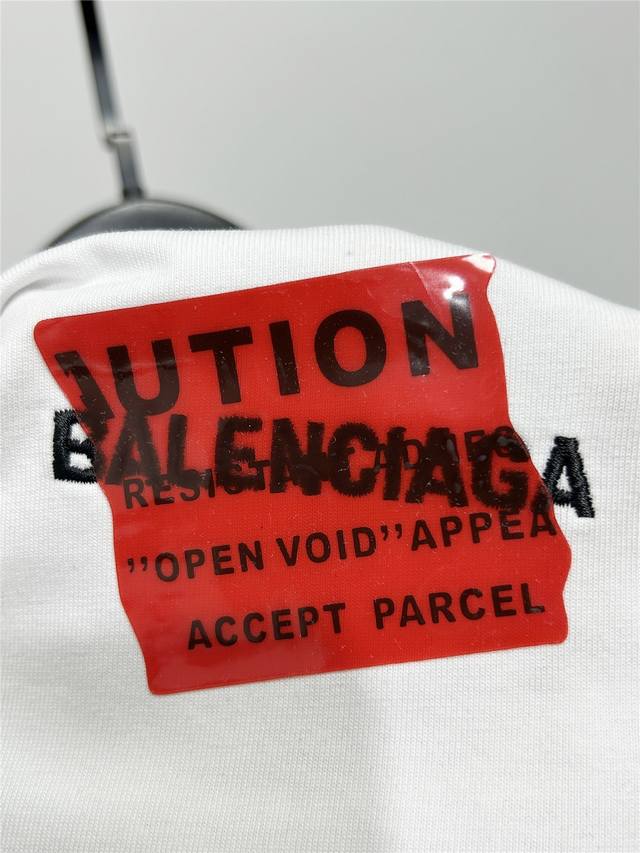 UTION
BALENCIAGA
"OPEN VOID" APPEA
ACCEPT PARCEL